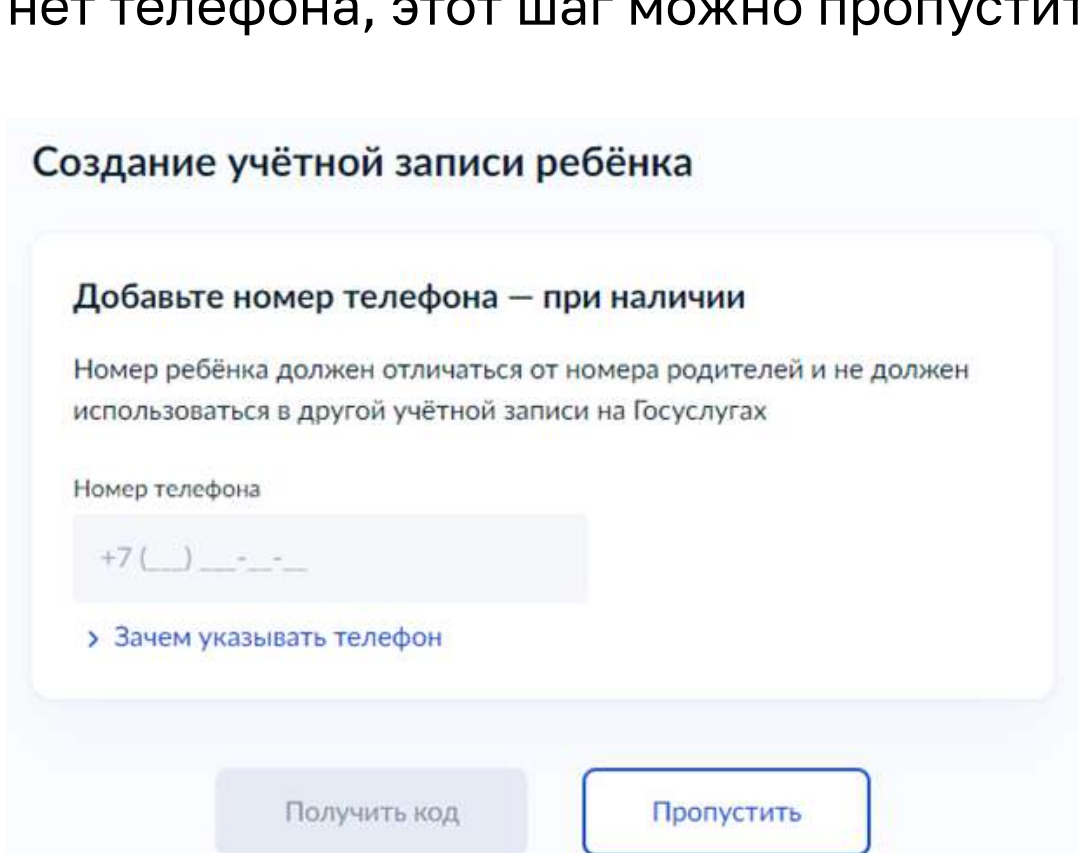 нет телефона, этот шаг можно пропустит
Создание учётной записи ребёнка
Добавьте номер телефона — при наличии
Номер ребёнка должен отличаться от номера родителей и не должен
использоваться в другой учётной записи на Госуслугах
Номер телефона
+7 (___) ___-__-__
Зачем указывать телефон
Получить код
Пропустить